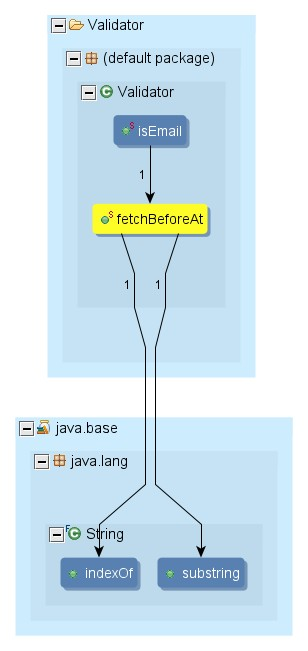 Validator
(default package)
Validator
isEmail
1
fetchBeforeAt
1 1
java.base
java.lang
String
indexOf substring